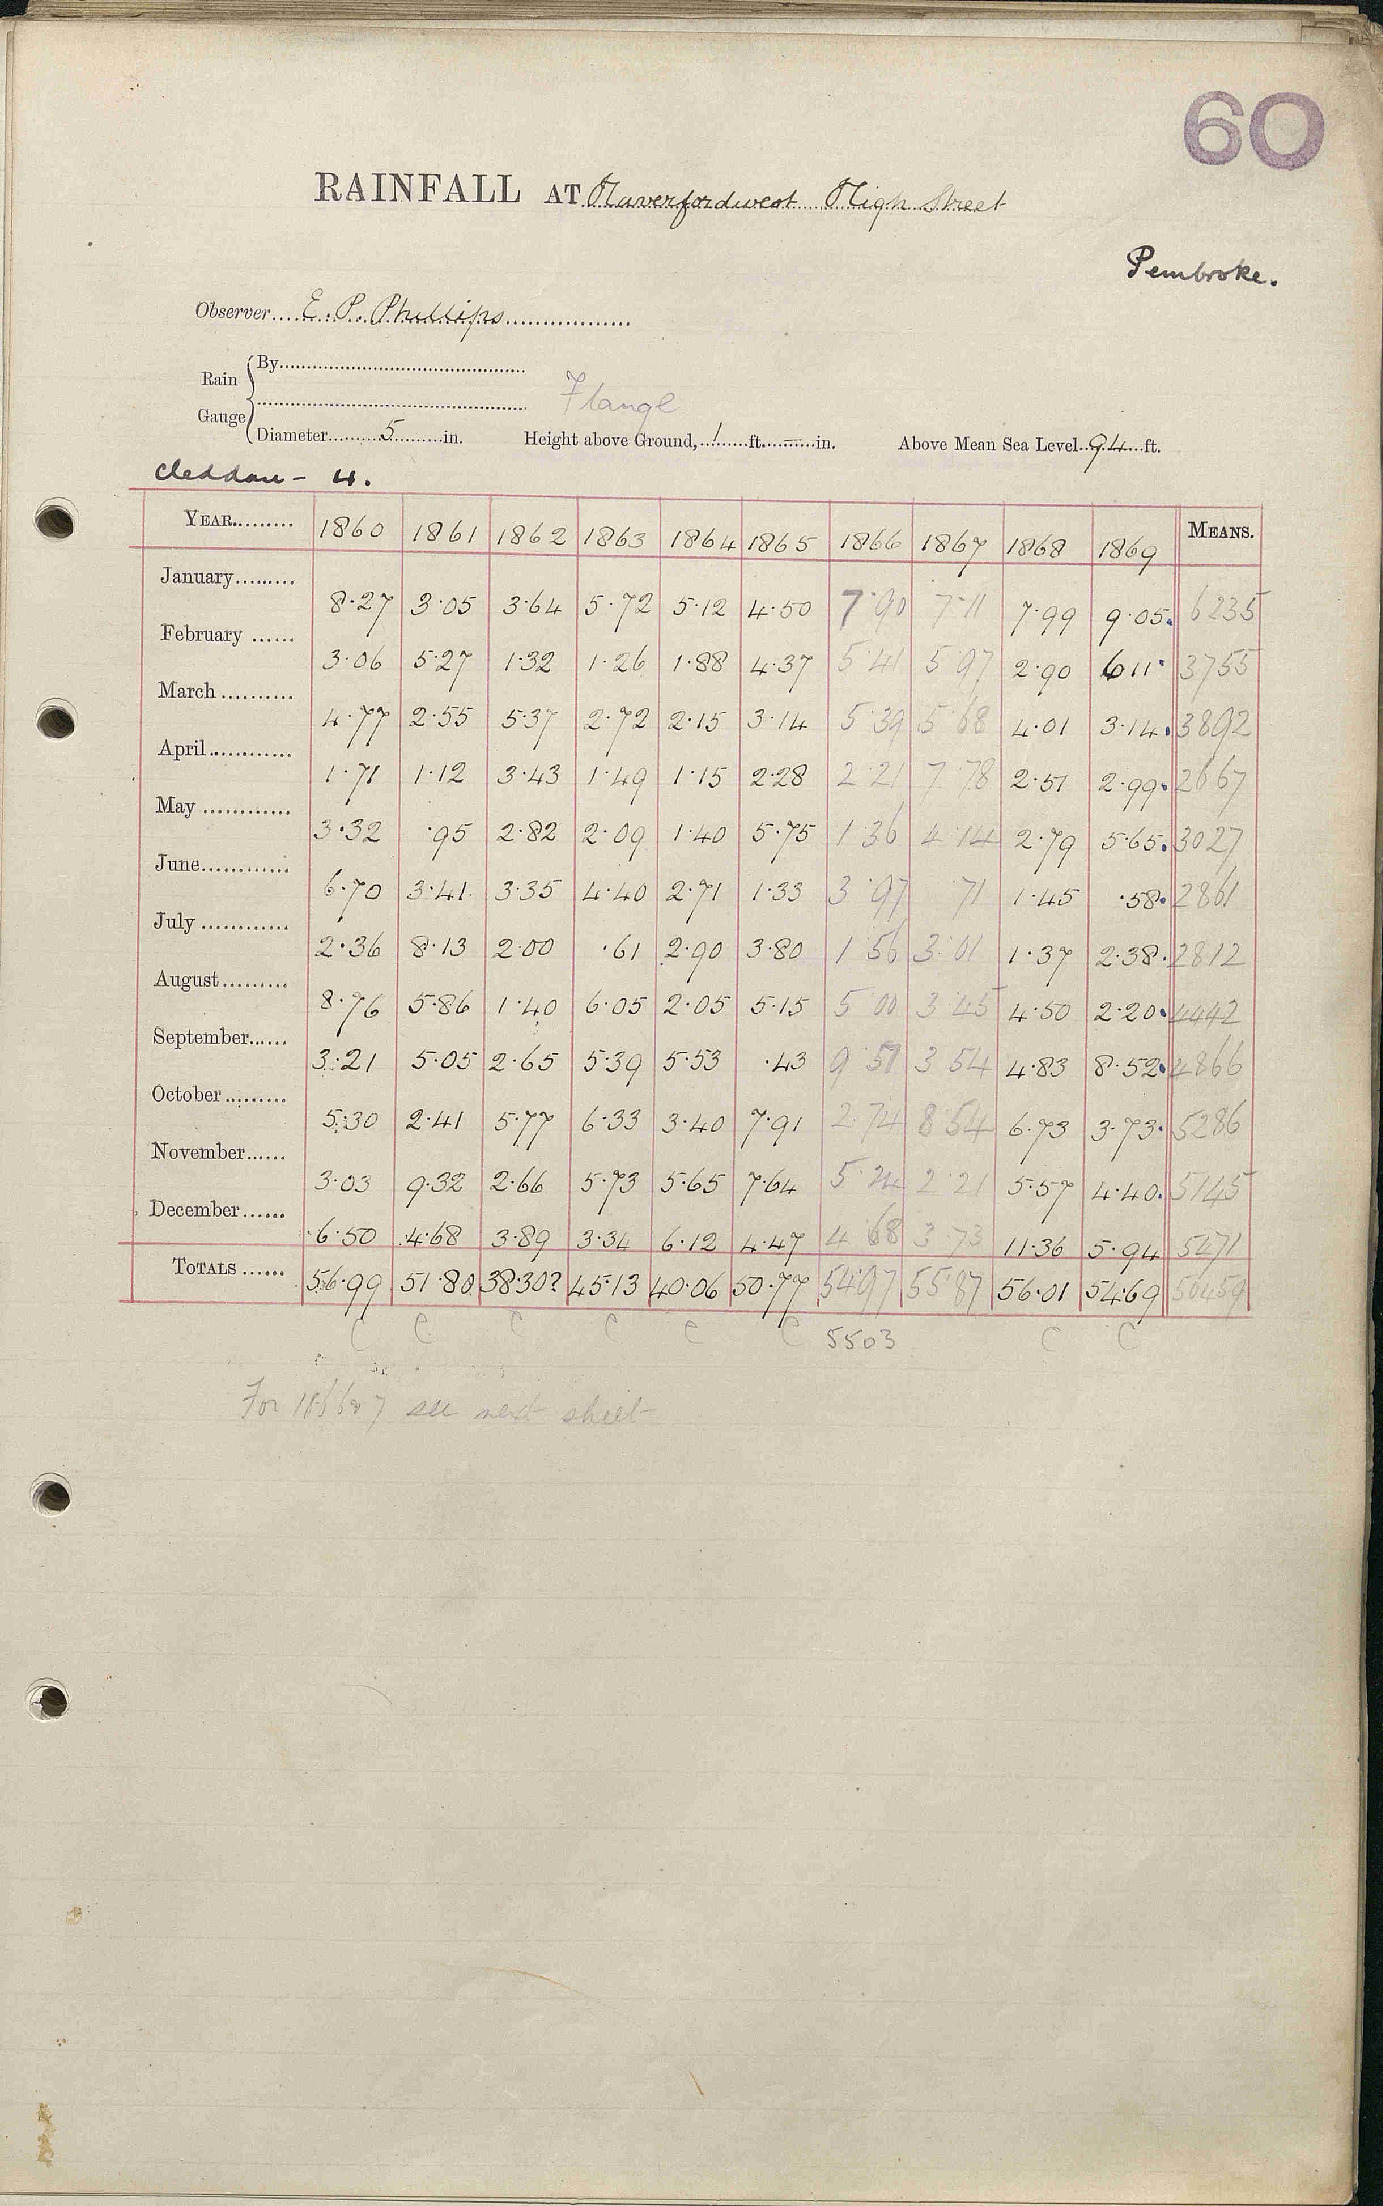 60
RAINFALL AT Haverfordwest High Street
Pembroke.
Observer E. P. Phillips
Rain Gauge
By
Flange
Diameter 5 in. Height above Ground, 1 ft. — in. Above Mean Sea Level 94 ft.
Cleddau - 4.
YEAR 1860 1861 1862 1863 1864 1865 1866 1867 1868 1869 MEANS.
January 8.27 3.05 3.64 5.72 5.12 4.50 7.90 7.11 7.99 9.05 6235
February 3.06 5.27 1.32 1.26 1.88 4.37 5.41 5.97 2.90 6 11 3755
March 4.77 2.55 5.37 2.72 2.15 3.14 5.39 5.68 4.01 3.14 3892
April 1.71 1.12 3.43 1.49 1.15 2.28 2.21 7.78 2.51 2.99 2667
May 3.32 .95 2.82 2.09 1.40 5.75 1 36 4 14 2.79 5.65 3027
June 6.70 3.41 3.35 4.40 2.71 1.33 3.97 .71 1.45 .58 2861
July 2.36 8.13 2.00 .61 2.90 3.80 1 56 3.01 1.37 2.38 2812
August 8.76 5.86 1.40 6.05 2.05 5.15 5 00 3 45 4.50 2.20 4442
September 3.21 5.05 2.65 5.39 5.53 .43 3 54 4.83 8.52 4866
October 5.30 2.41 5.77 6.33 3.40 7.91 2.74 8 54 6.73 3.73 5286
November 3.03 9.32 2.66 5.73 5.65 7.64 5.24 2 21 5.57 4.40 5145
December 6.50 4.68 3.89 3.34 6.12 4.47 4 68 3 73 11.36 5.94 5471
TOTALS 56.99 51.80 38.30? 45.13 40.06 50.77 54.97 55.87 56.01 54.69 50459
C C C C C C 5503 C C
For 1866&7 see next sheet